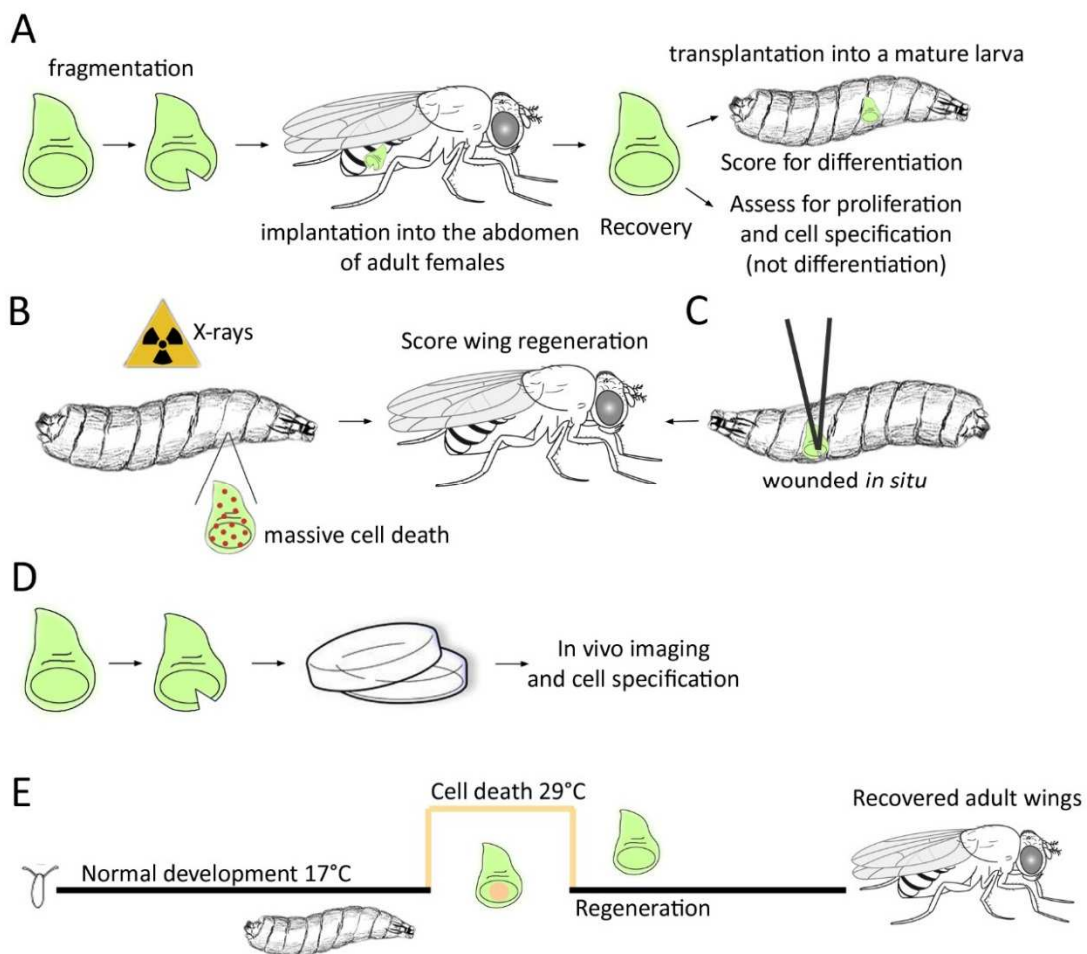 A
fragmentation
implantation into the abdomen
of adult females
Recovery
transplantation into a mature larva
Score for differentiation
Assess for proliferation
and cell specification
(not differentiation)
B
X-rays
massive cell death
Score wing regeneration
C
wounded in situ
D
In vivo imaging
and cell specification
E
Normal development 17°C
Cell death 29°C
Regeneration
Recovered adult wings